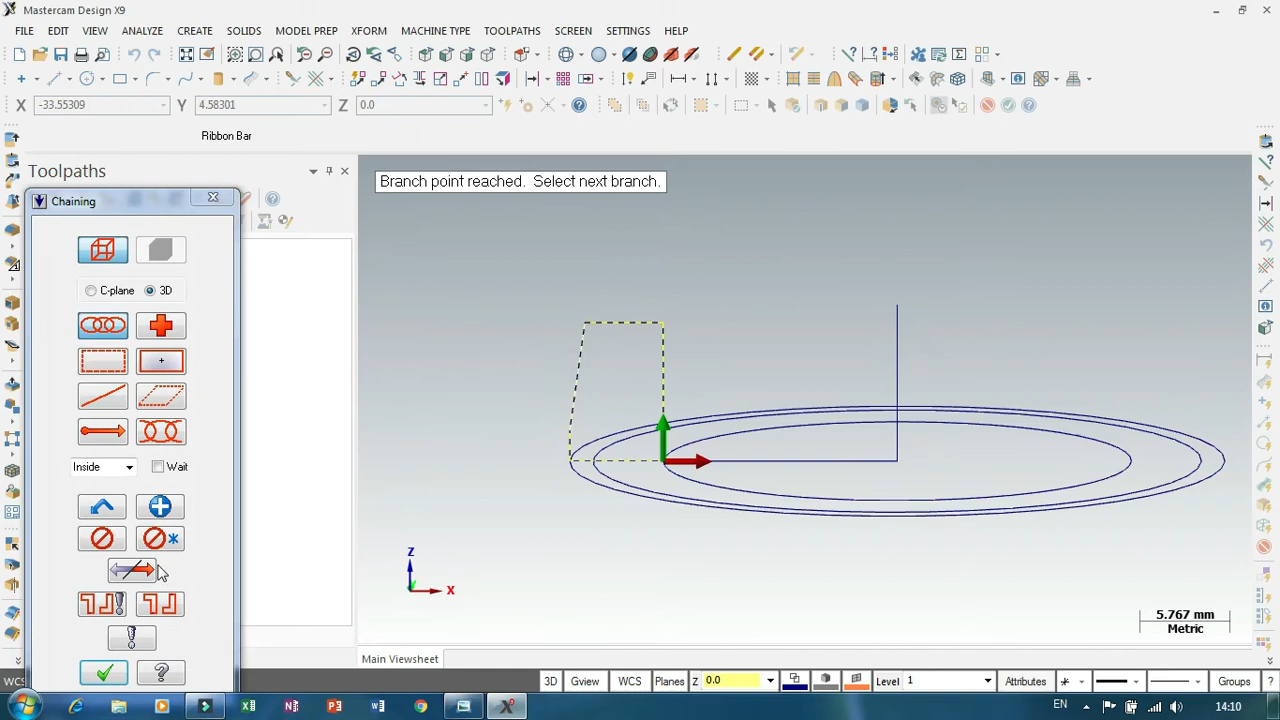 Mastercam Design X9
FILE EDIT VIEW ANALYZE CREATE SOLIDS MODEL PREP XFORM MACHINE TYPE TOOLPATHS SCREEN SETTINGS HELP
X -33.55309 Y 4.58301 Z 0.0
Ribbon Bar
Toolpaths
Branch point reached. Select next branch.
Chaining
C-plane 3D
Inside Wait
Z
X
5.767 mm
Metric
Main Viewsheet
WCS 3D Gview WCS Planes Z 0.0 Level 1 Attributes Groups ?
EN 14:10